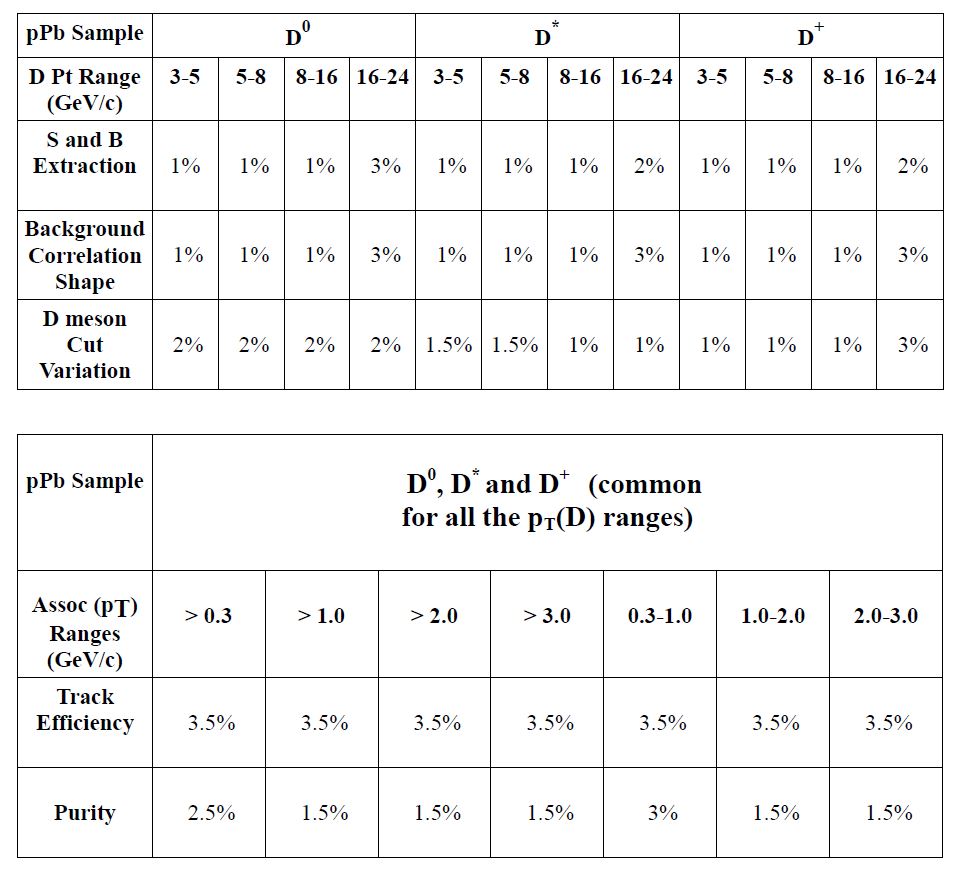 pPb Sample D⁰ D* D⁺
D Pt Range 3-5 5-8 8-16 16-24 3-5 5-8 8-16 16-24 3-5 5-8 8-16 16-24
(GeV/c)
S and B
Extraction 1% 1% 1% 3% 1% 1% 1% 2% 1% 1% 1% 2%
Background
Correlation 1% 1% 1% 3% 1% 1% 1% 3% 1% 1% 1% 3%
Shape
D meson
Cut 2% 2% 2% 2% 1.5% 1.5% 1% 1% 1% 1% 1% 3%
Variation
pPb Sample D⁰, D* and D⁺ (common
for all the pT(D) ranges)
Assoc (pT) > 0.3 > 1.0 > 2.0 > 3.0 0.3-1.0 1.0-2.0 2.0-3.0
Ranges
(GeV/c)
Track
Efficiency 3.5% 3.5% 3.5% 3.5% 3.5% 3.5% 3.5%
Purity 2.5% 1.5% 1.5% 1.5% 3% 1.5% 1.5%